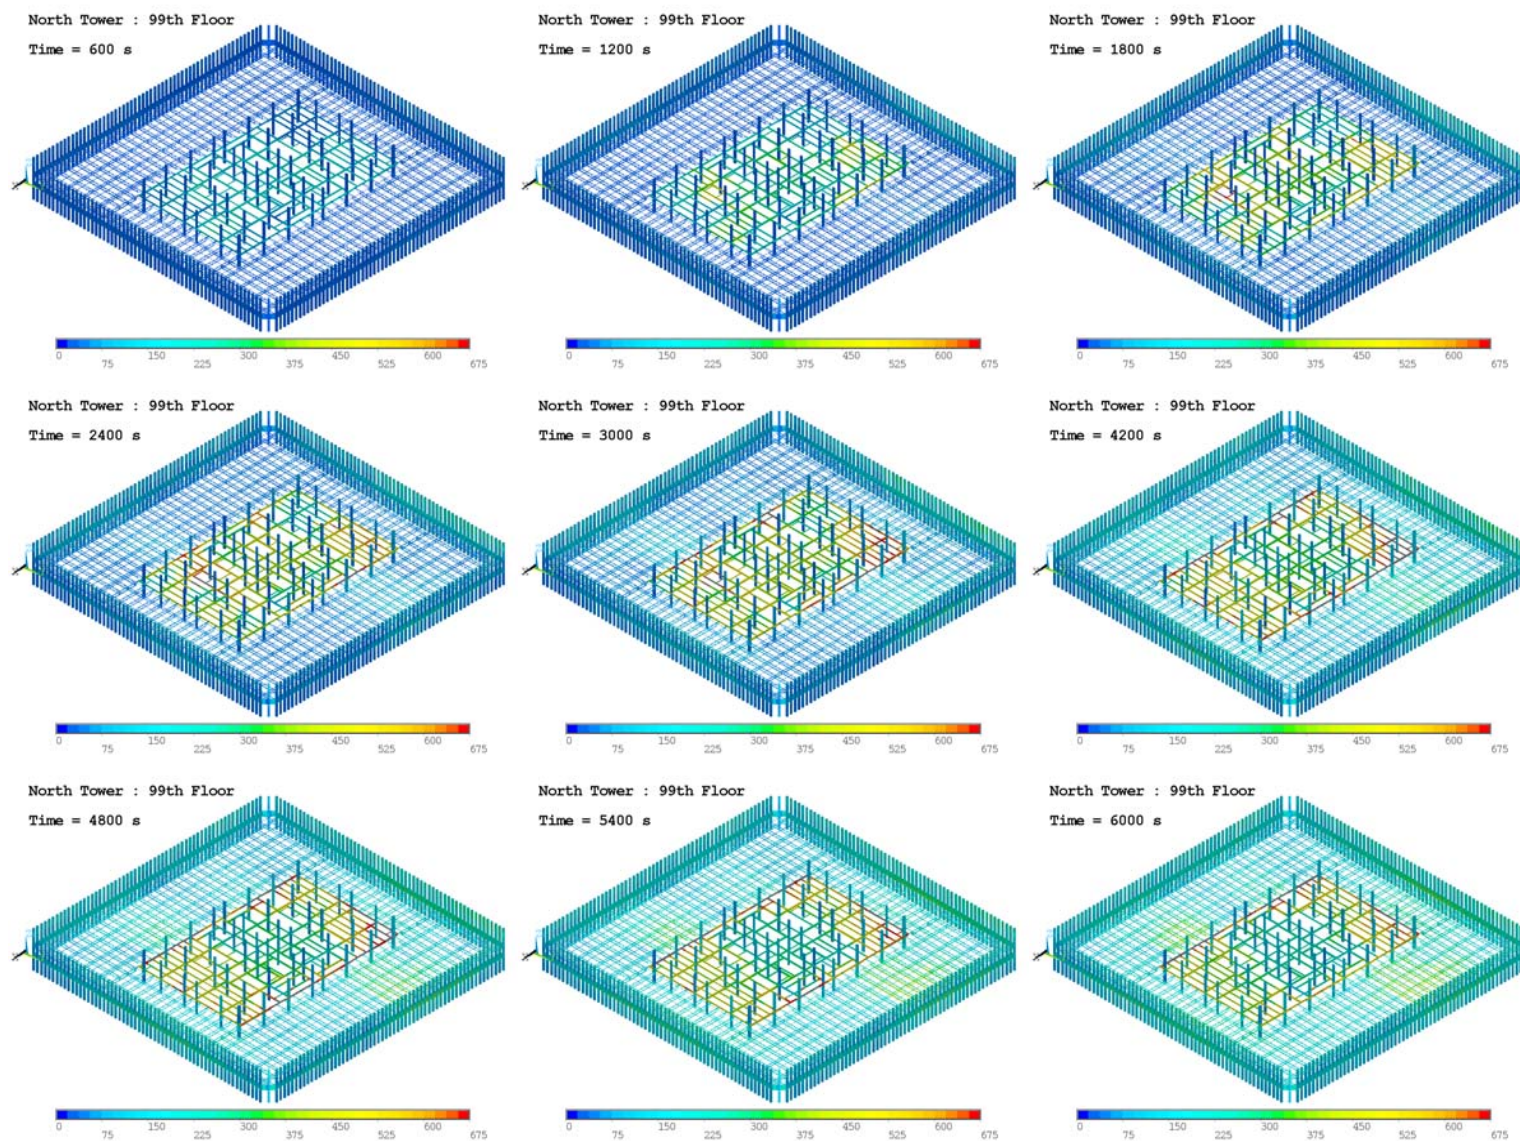 North Tower : 99th Floor
Time = 600 s
0 75 150 225 300 375 450 525 600 675
North Tower : 99th Floor
Time = 1200 s
0 75 150 225 300 375 450 525 600 675
North Tower : 99th Floor
Time = 1800 s
0 75 150 225 300 375 450 525 600 675
North Tower : 99th Floor
Time = 2400 s
0 75 150 225 300 375 450 525 600 675
North Tower : 99th Floor
Time = 3000 s
0 75 150 225 300 375 450 525 600 675
North Tower : 99th Floor
Time = 4200 s
0 75 150 225 300 375 450 525 600 675
North Tower : 99th Floor
Time = 4800 s
0 75 150 225 300 375 450 525 600 675
North Tower : 99th Floor
Time = 5400 s
0 75 150 225 300 375 450 525 600 675
North Tower : 99th Floor
Time = 6000 s
0 75 150 225 300 375 450 525 600 675